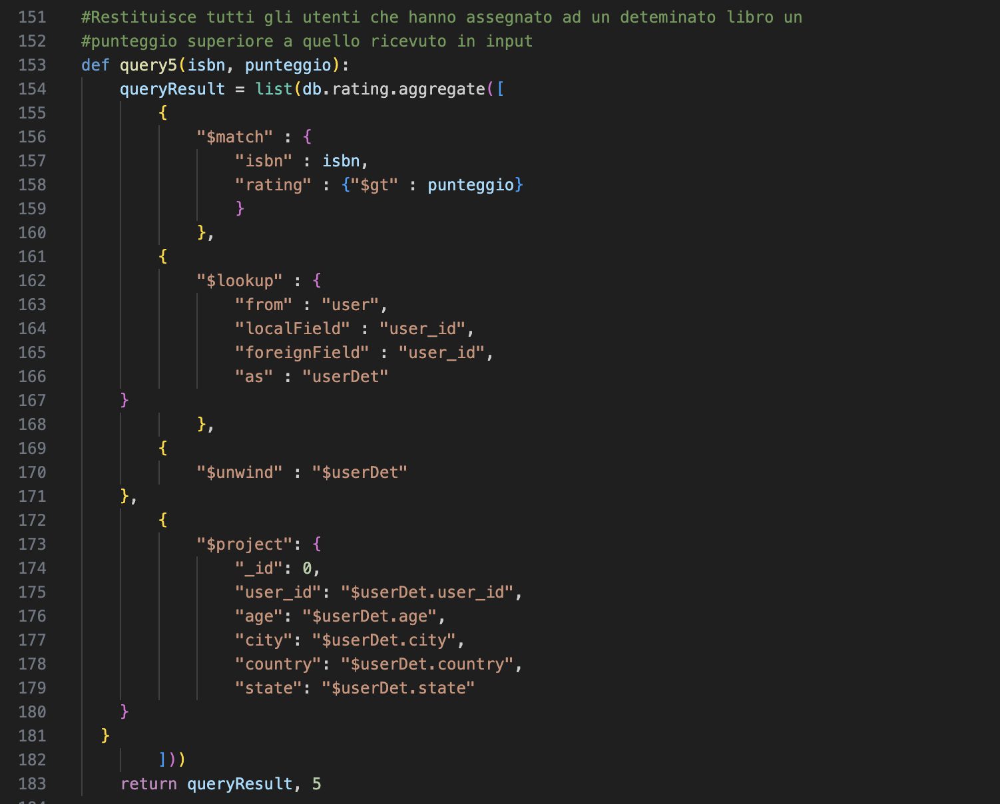 151 #Restituisce tutti gli utenti che hanno assegnato ad un deteminato libro un
152 #punteggio superiore a quello ricevuto in input
153 def query5(isbn, punteggio):
154     queryResult = list(db.rating.aggregate([
155         {
156             "$match" : {
157                 "isbn" : isbn,
158                 "rating" : {"$gt" : punteggio}
159                 }
160             },
161         {
162             "$lookup" : {
163                 "from" : "user",
164                 "localField" : "user_id",
165                 "foreignField" : "user_id",
166                 "as" : "userDet"
167     }
168             },
169         {
170             "$unwind" : "$userDet"
171     },
172         {
173             "$project": {
174                 "_id": 0,
175                 "user_id": "$userDet.user_id",
176                 "age": "$userDet.age",
177                 "city": "$userDet.city",
178                 "country": "$userDet.country",
179                 "state": "$userDet.state"
180     }
181   }
182         ]))
183     return queryResult, 5